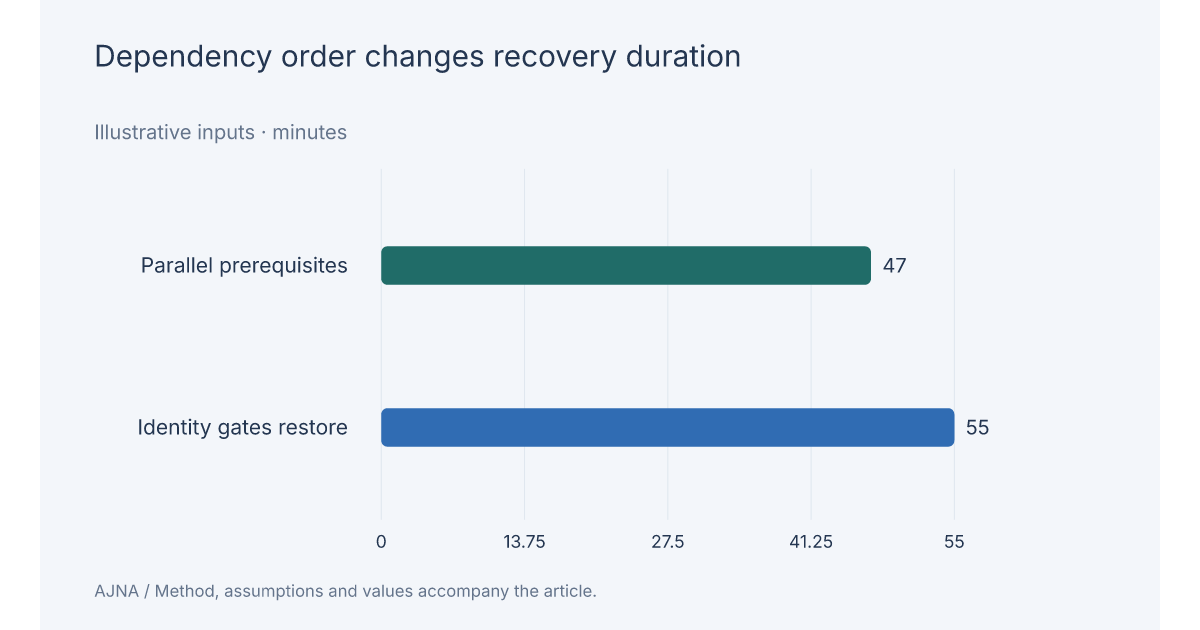 Dependency order changes recovery duration
Illustrative inputs · minutes
Parallel prerequisites 47
Identity gates restore 55
0 13.75 27.5 41.25 55
AJNA / Method, assumptions and values accompany the article.